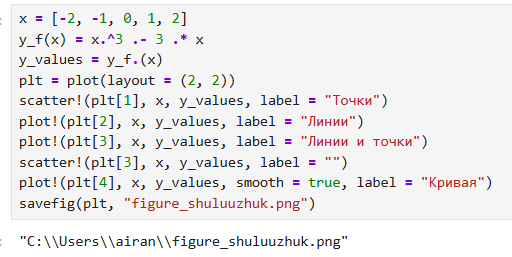 x = [-2, -1, 0, 1, 2]
y_f(x) = x.^3 .- 3 .* x
y_values = y_f.(x)
plt = plot(layout = (2, 2))
scatter!(plt[1], x, y_values, label = "Точки")
plot!(plt[2], x, y_values, label = "Линии")
plot!(plt[3], x, y_values, label = "Линии и точки")
scatter!(plt[3], x, y_values, label = "")
plot!(plt[4], x, y_values, smooth = true, label = "Кривая")
savefig(plt, "figure_shuluuzhuk.png")
"C:\\Users\\airan\\figure_shuluuzhuk.png"